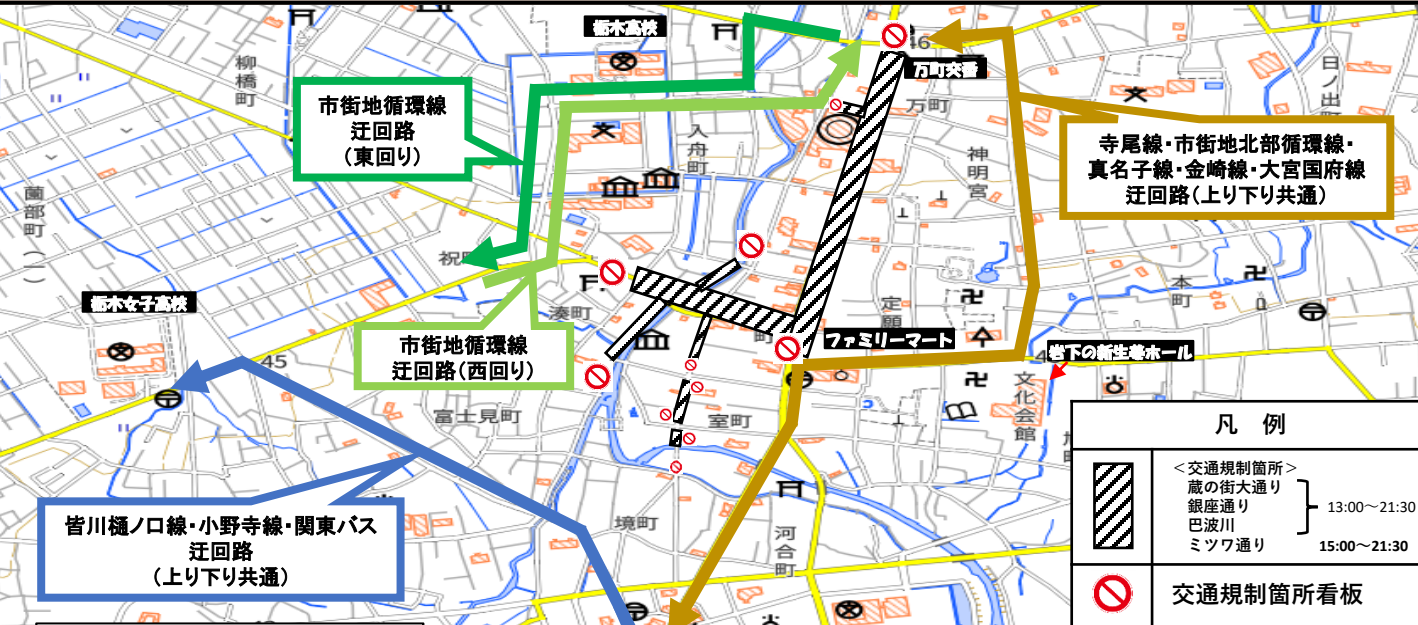 栃木高校
46
万町交番
柳橋町
万町
日ノ出町
市街地循環線
迂回路
（東回り）
入舟町
神明宮
寺尾線・市街地北部循環線・
真名子線・金崎線・大宮国府線
迂回路（上り下り共通）
薗部町（一）
祝町
本町
栃木女子高校
湊町
定願
町
ファミリーマート
市街地循環線
迂回路（西回り）
45
岩下の新生姜ホール
文化会館
富士見町
室町
旭
凡 例
＜交通規制箇所＞
蔵の街大通り
銀座通り
巴波川
13:00～21:30
ミツワ通り
15:00～21:30
皆川樋ノ口線・小野寺線・関東バス
迂回路
（上り下り共通）
境町
河合町
交通規制箇所看板